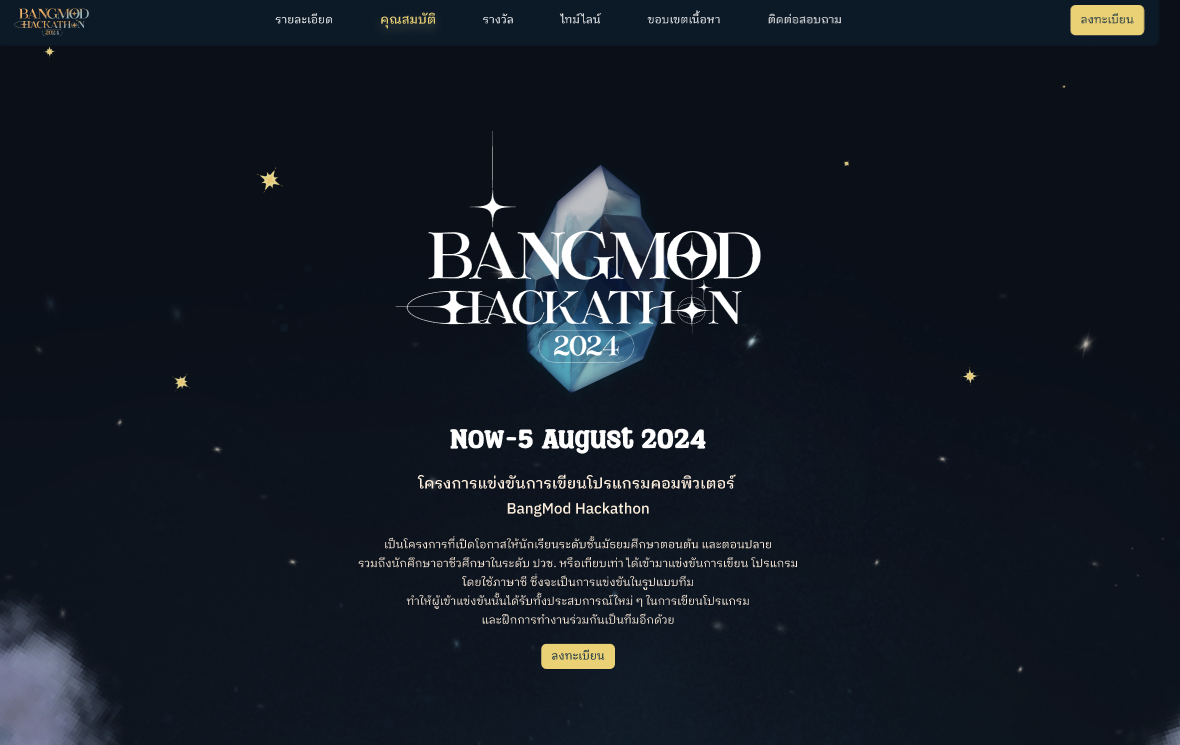 BANGMOD
HACKATHON
2024
รายละเอียด
คุณสมบัติ
รางวัล
ไทม์ไลน์
ขอบเขตเนื้อหา
ติดต่อสอบถาม
ลงทะเบียน
BANGMOD
HACKATHON
2024
Now-5 August 2024
โครงการแข่งขันการเขียนโปรแกรมคอมพิวเตอร์
BangMod Hackathon
เป็นโครงการที่เปิดโอกาสให้นักเรียนระดับชั้นมัธยมศึกษาตอนต้น และตอนปลาย
รวมถึงนักศึกษาอาชีวศึกษาในระดับ ปวช. หรือเทียบเท่า ได้เข้ามาแข่งขันการเขียน โปรแกรม
โดยใช้ภาษาซี ซึ่งจะเป็นการแข่งขันในรูปแบบทีม
ทำให้ผู้เข้าแข่งขันนั้นได้รับทั้งประสบการณ์ใหม่ ๆ ในการเขียนโปรแกรม
และฝึกการทำงานร่วมกันเป็นทีมอีกด้วย
ลงทะเบียน